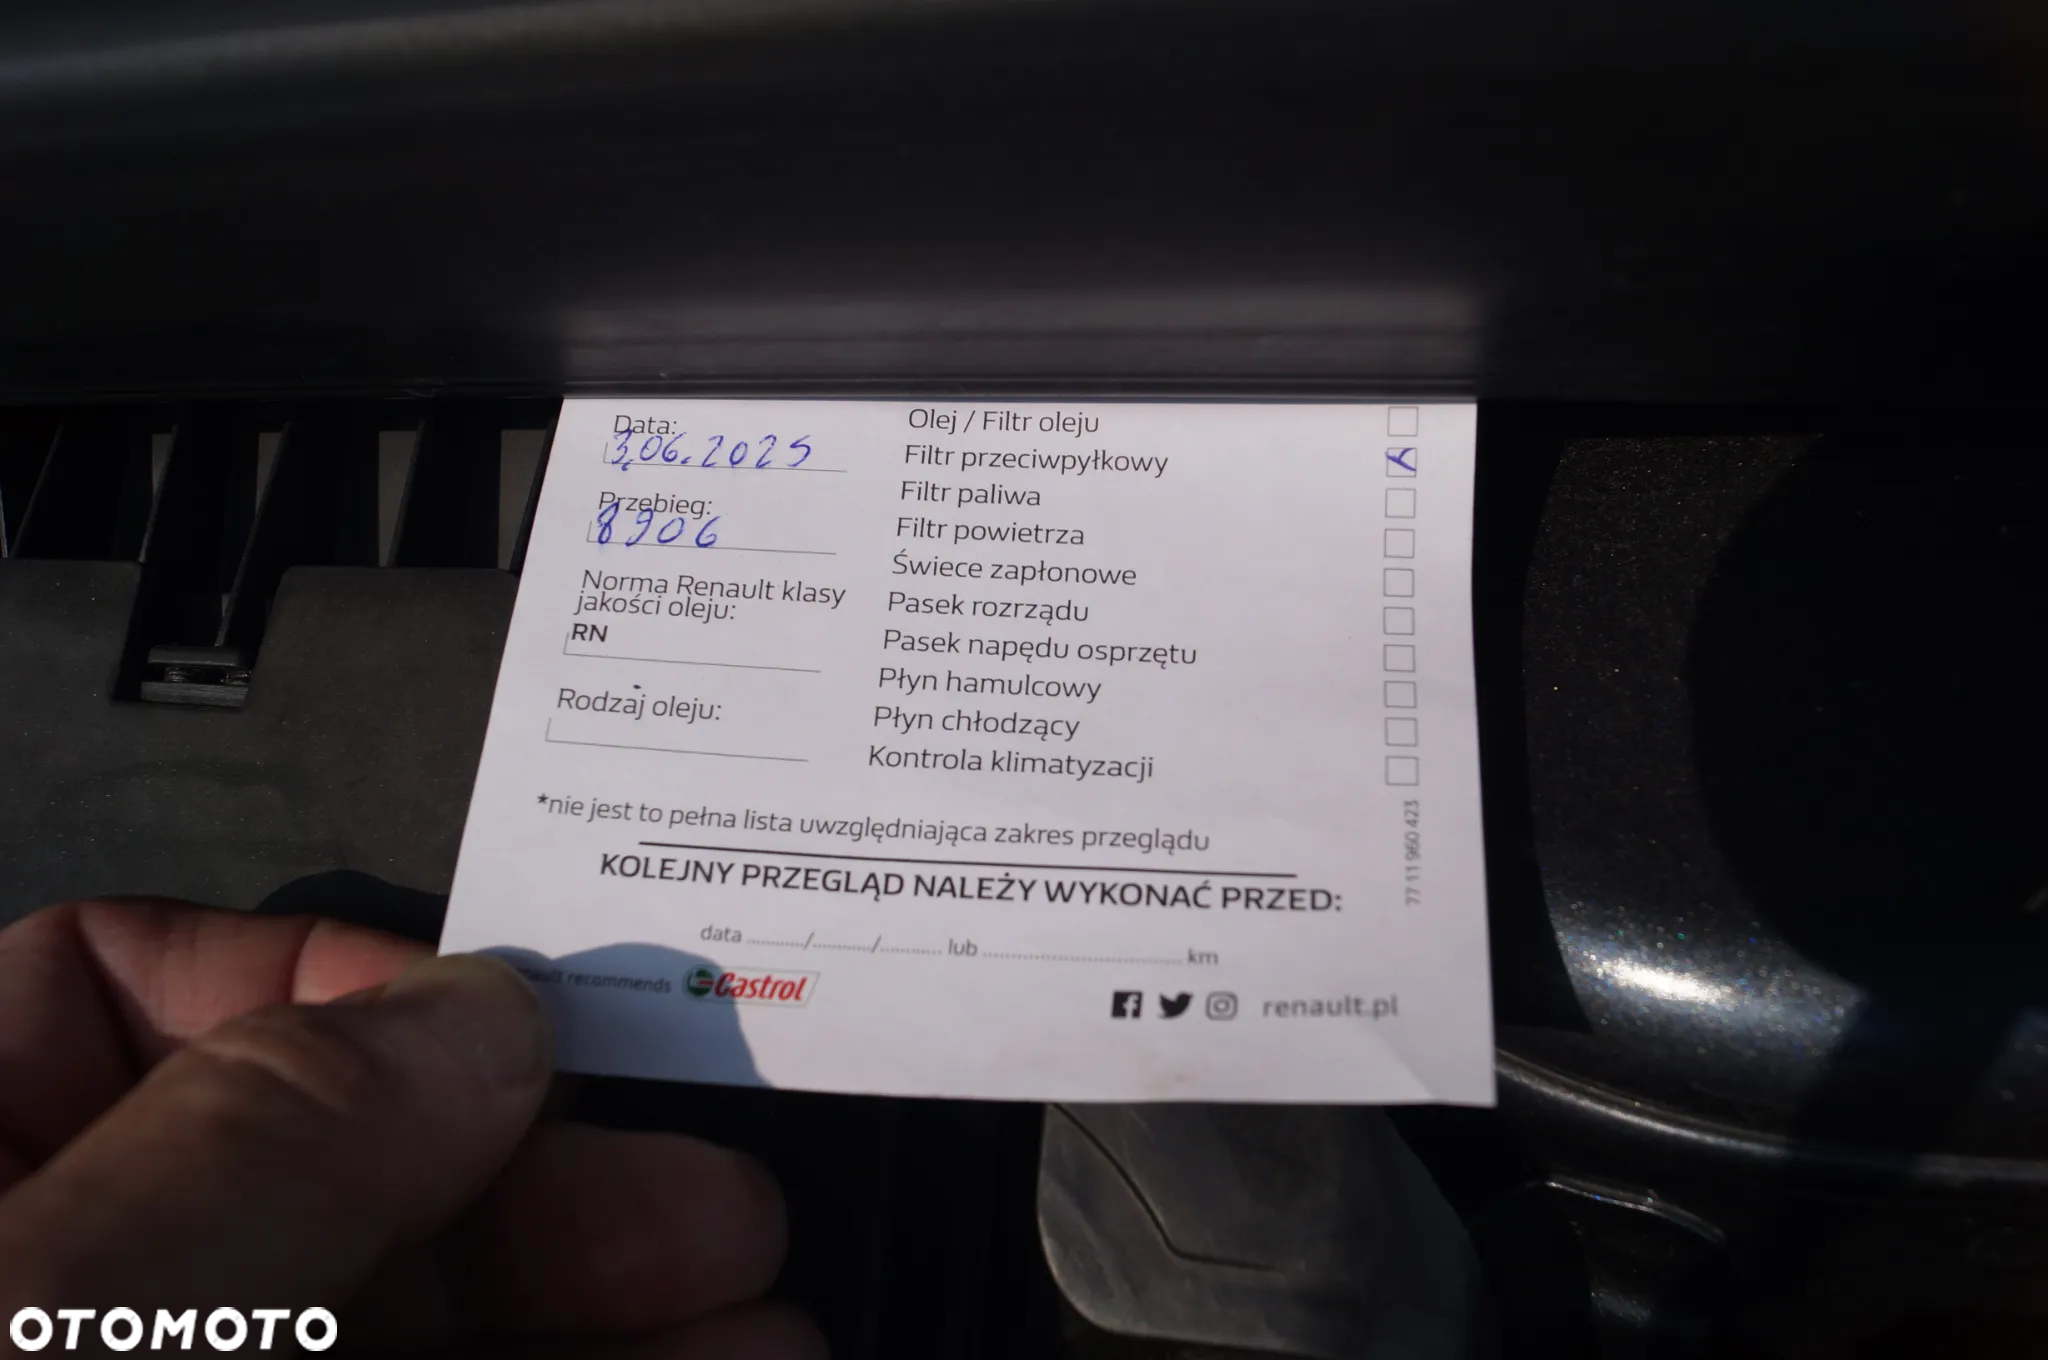 Data:
3.06.2025
Przebieg:
8906
Norma Renault klasy
jakości oleju:
RN
Rodzaj oleju:
Olej / Filtr oleju
Filtr przeciwpyłkowy
Filtr paliwa
Filtr powietrza
Świece zapłonowe
Pasek rozrządu
Pasek napędu osprzętu
Płyn hamulcowy
Płyn chłodzący
Kontrola klimatyzacji
*nie jest to pełna lista uwzględniająca zakres przeglądu
77 11 960 423
KOLEJNY PRZEGLĄD NALEŻY WYKONAĆ PRZED:
data ............/............/............ lub ........................................ km
recommends Castrol
renault.pl
OTOMOTO